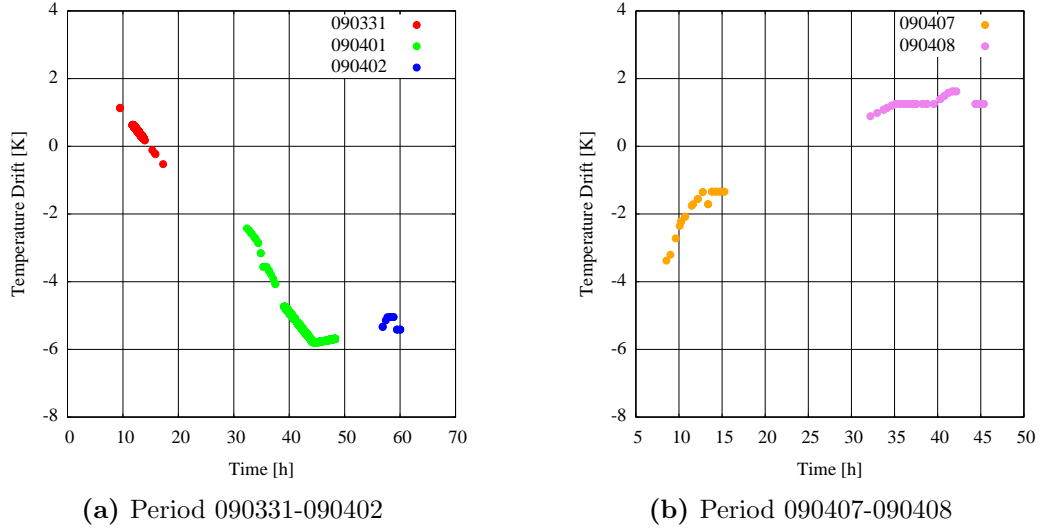 4
2
0
-2
-4
-6
-8
0 10 20 30 40 50 60 70
Temperature Drift [K]
Time [h]
090331
090401
090402
(a) Period 090331-090402
4
2
0
-2
-4
-6
-8
5 10 15 20 25 30 35 40 45 50
Temperature Drift [K]
Time [h]
090407
090408
(b) Period 090407-090408